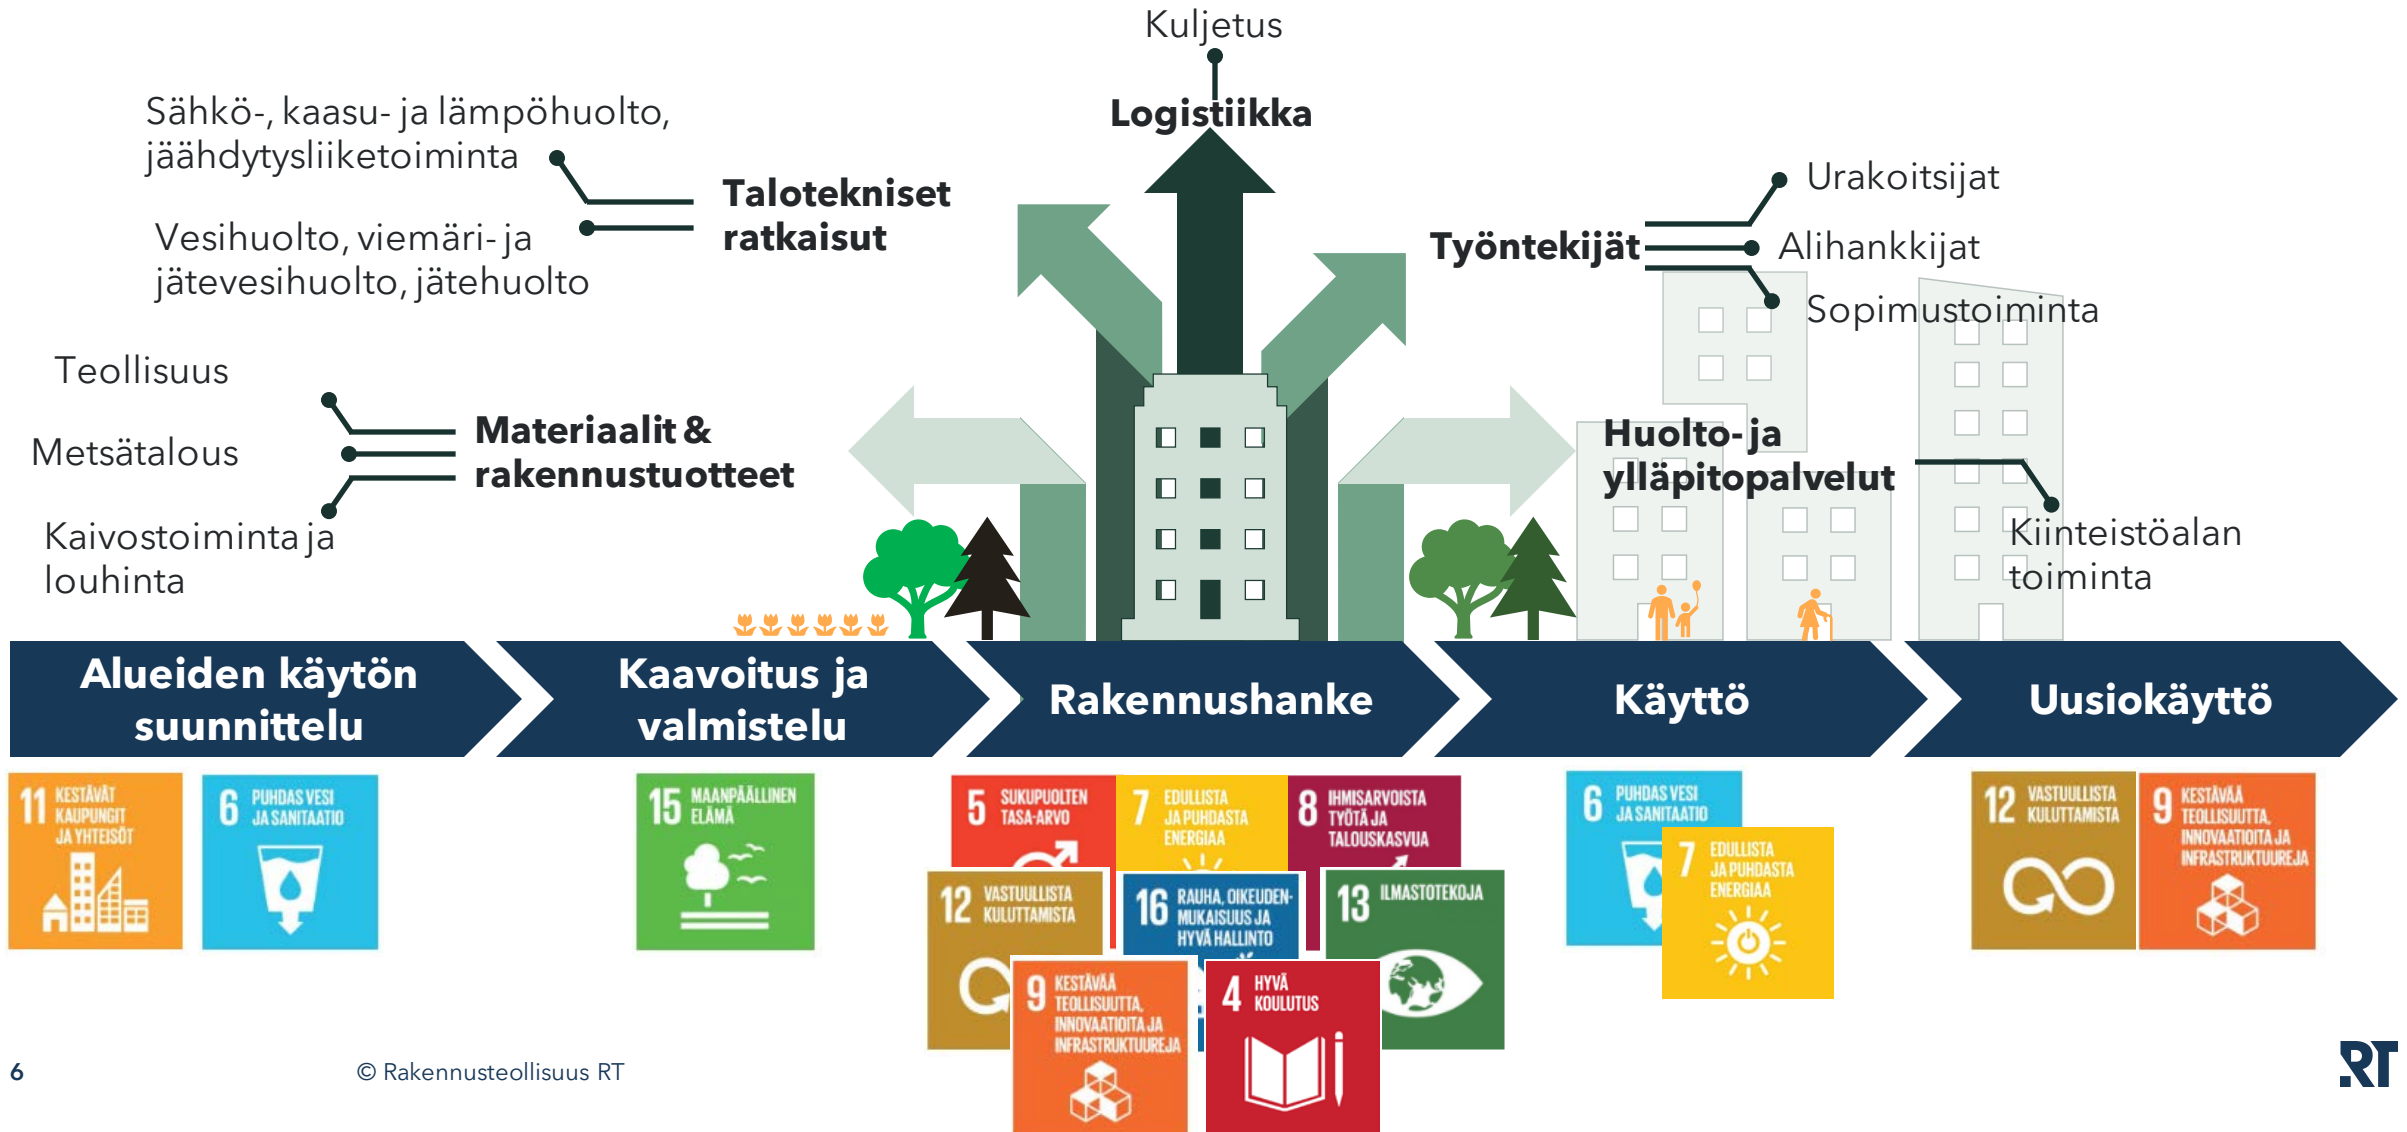 Kuljetus
Logistiikka
Sähkö-, kaasu- ja lämpöhuolto,
jäähdytysliiketoiminta
Talotekniset
ratkaisut
Vesihuolto, viemäri- ja
jätevesihuolto, jätehuolto
Työntekijät
Urakoitsijat
Alihankkijat
Sopimustoiminta
Teollisuus
Metsätalous
Kaivostoiminta ja
louhinta
Materiaalit &
rakennustuotteet
Huolto- ja
ylläpitopalvelut
Kiinteistöalan
toiminta
Alueiden käytön
suunnittelu
Kaavoitus ja
valmistelu
Rakennushanke
Käyttö
Uusiokäyttö
11 KESTÄVÄT
KAUPUNGIT
JA YHTEISÖT
6 PUHDAS VESI
JA SANITAATIO
15 MAANPÄÄLLINEN
ELÄMÄ
5 SUKUPUOLTEN
TASA-ARVO
7 EDULLISTA
JA PUHDASTA
ENERGIAA
8 IHMISARVOISTA
TYÖTÄ JA
TALOUSKASVUA
12 VASTUULLISTA
KULUTTAMISTA
16 RAUHA, OIKEUDEN-
MUKAISUUS JA
HYVÄ HALLINTO
13 ILMASTOTEKOJA
9 KESTÄVÄÄ
TEOLLISUUTTA,
INNOVAATIOITA JA
INFRASTRUKTUUREJA
4 HYVÄ
KOULUTUS
6 PUHDAS VESI
JA SANITAATIO
7 EDULLISTA
JA PUHDASTA
ENERGIAA
12 VASTUULLISTA
KULUTTAMISTA
9 KESTÄVÄÄ
TEOLLISUUTTA,
INNOVAATIOITA JA
INFRASTRUKTUUREJA
6
© Rakennusteollisuus RT
RT